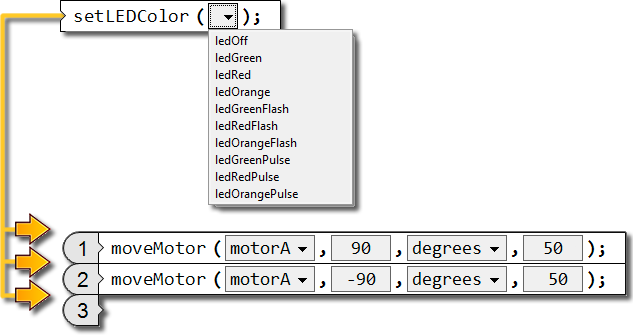 setLEDColor ( );
ledOff
ledGreen
ledRed
ledOrange
ledGreenFlash
ledRedFlash
ledOrangeFlash
ledGreenPulse
ledRedPulse
ledOrangePulse
1 moveMotor ( motorA , 90 , degrees , 50 );
2 moveMotor ( motorA , -90 , degrees , 50 );
3